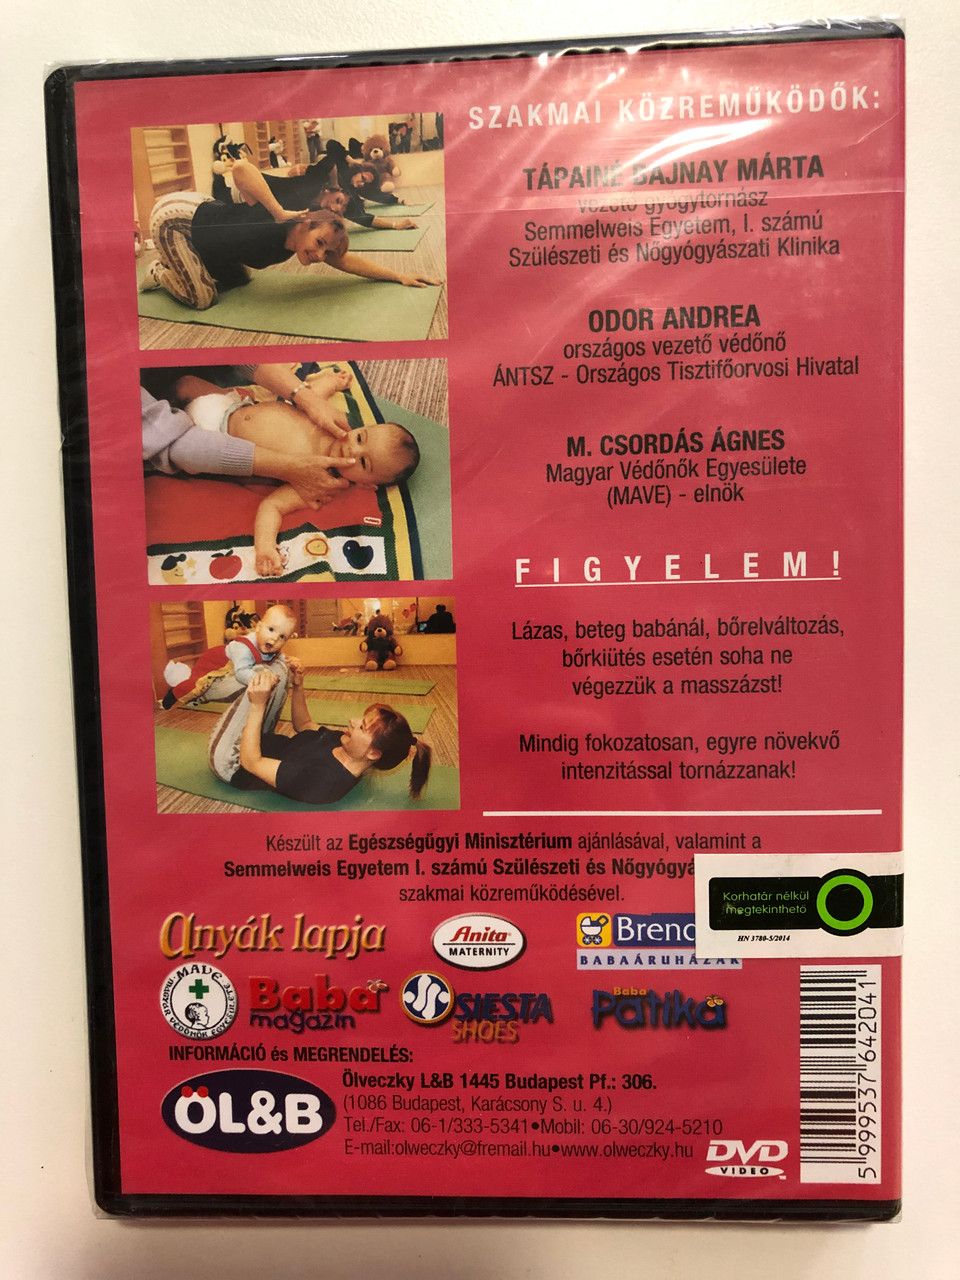 SZAKMAI KÖZREMŰKÖDŐK:
TÁPAINÉ BAJNAY MÁRTA
vezető gyógytornász
Semmelweis Egyetem, I. számú
Szülészeti és Nőgyógyászati Klinika
ODOR ANDREA
országos vezető védőnő
ÁNTSZ - Országos Tisztifőorvosi Hivatal
M. CSORDÁS ÁGNES
Magyar Védőnők Egyesülete
(MAVE) - elnök
FIGYELEM!
Lázas, beteg babánál, bőrelváltozás,
bőrkiütés esetén soha ne
végezzük a masszázst!
Mindig fokozatosan, egyre növekvő
intenzitással tornázzanak!
Készült az Egészségügyi Minisztérium ajánlásával, valamint a
Semmelweis Egyetem I. számú Szülészeti és Nőgyógyá
szakmai közreműködésével.
Korhatár nélkül
megtekinthető
HN 3780-5/2014
anyák lapja
Anita
MATERNITY
Brend
BABAÁRUHÁZAK
MAVE
MAGYAR VÉDŐNŐK EGYESÜLETE
Baba
magazin
SIESTA
SHOES
Baba
Patika
INFORMÁCIÓ és MEGRENDELÉS:
ÖL&B
Ölveczky L&B 1445 Budapest Pf.: 306.
(1086 Budapest, Karácsony S. u. 4.)
Tel./Fax: 06-1/333-5341•Mobil: 06-30/924-5210
E-mail:olweczky@fremail.hu•www.olweczky.hu
DVD
VIDEO
5 999537 642041